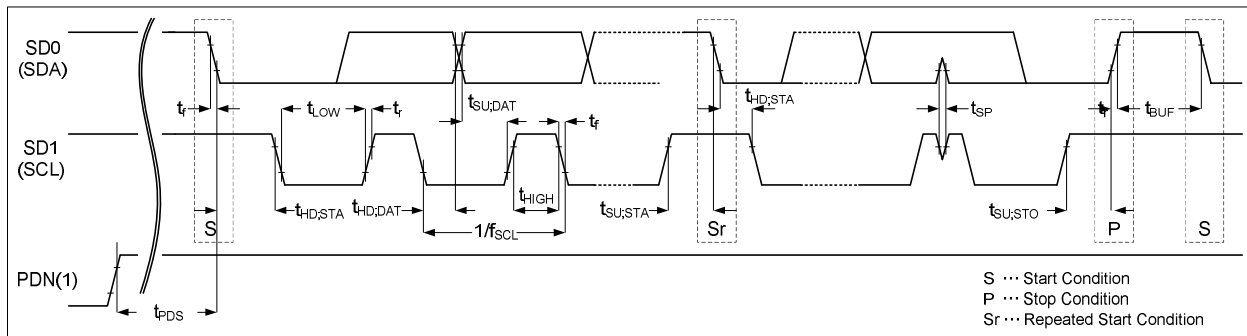 SD0
(SDA)
tf
tLOW
tr
tSU;DAT
tf
tHD;STA
tSP
tr
tBUF
SD1
(SCL)
tHD;STA
tHD;DAT
tHIGH
tSU;STA
tSU;STO
1/fSCL
S
Sr
P
S
PDN(1)
tPDS
S ··· Start Condition
P ··· Stop Condition
Sr ··· Repeated Start Condition